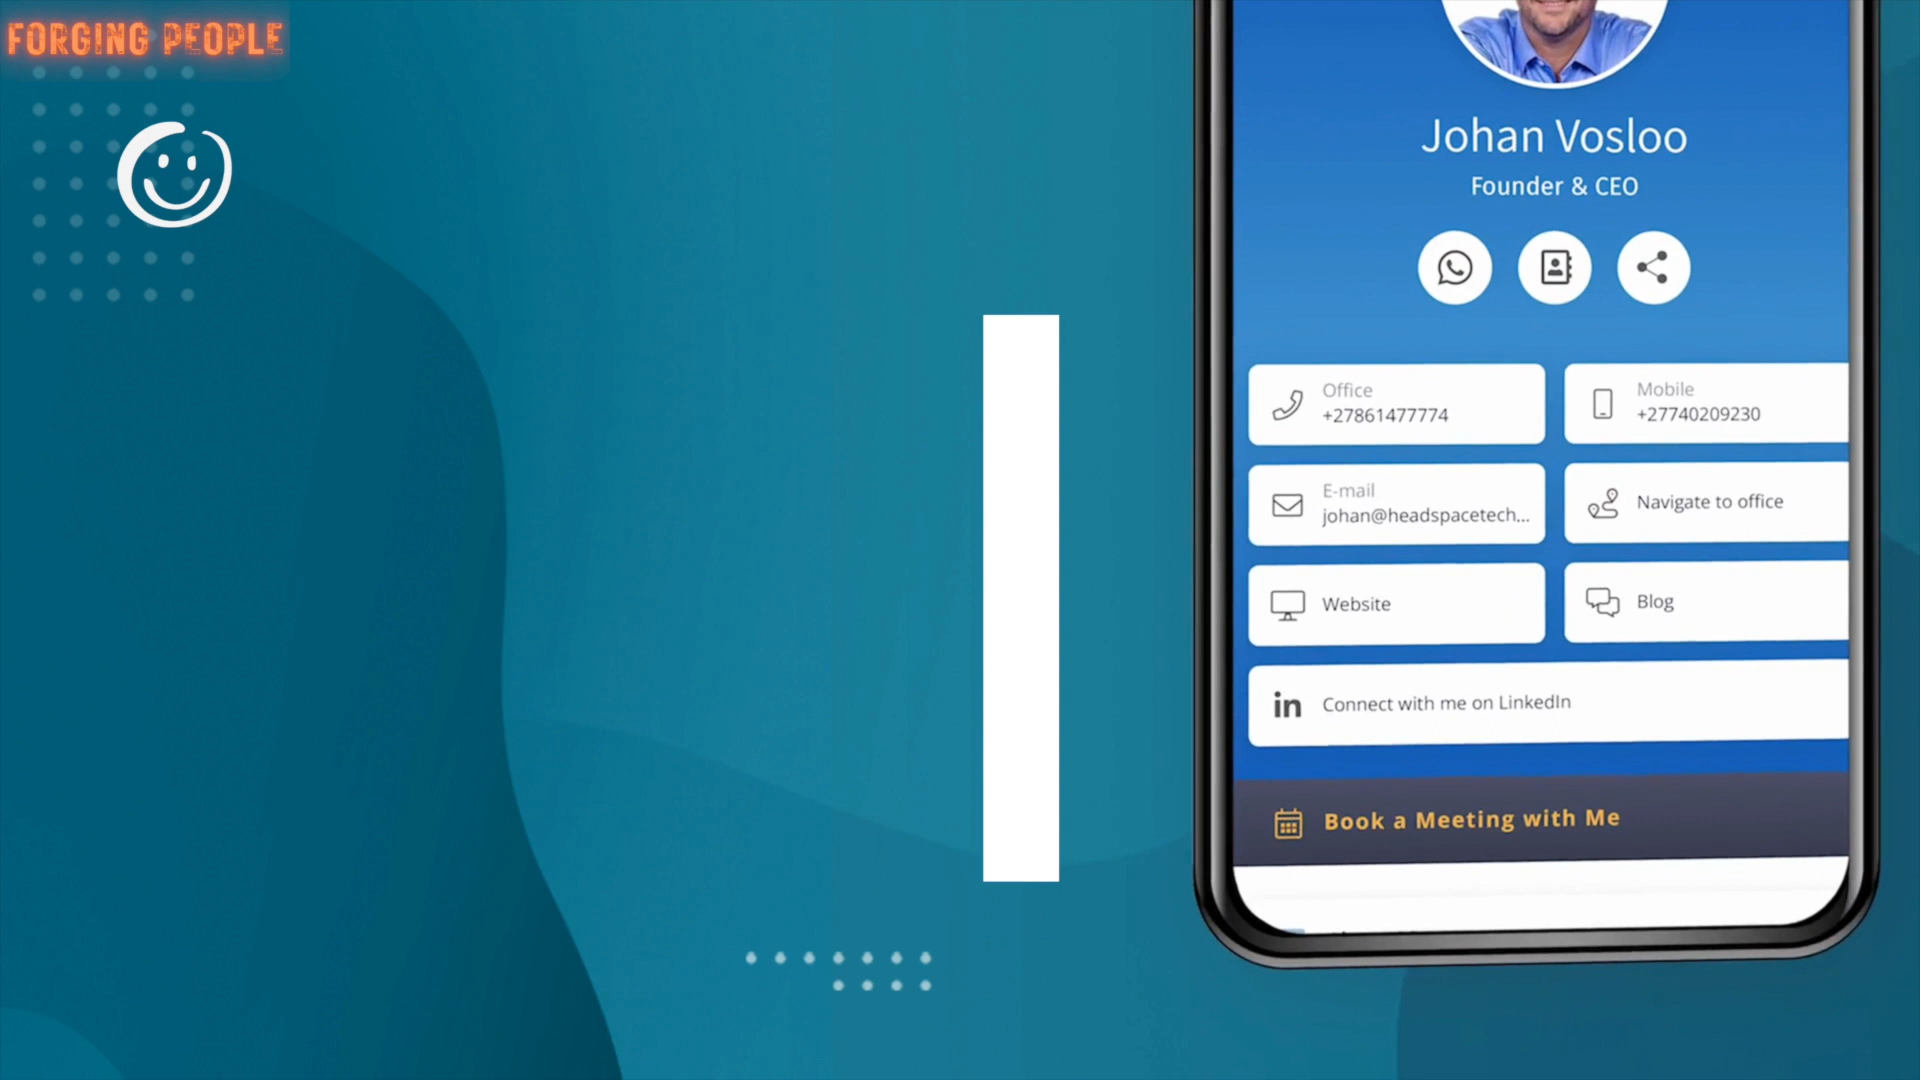 FORGING PEOPLE
Johan Vosloo
Founder & CEO
Office
+27861477774
Mobile
+27740209230
E-mail
johan@headspacetech...
Navigate to office
Website
Blog
in Connect with me on LinkedIn
Book a Meeting with Me